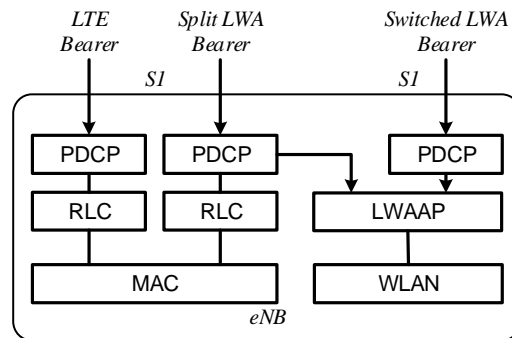 LTE Bearer
Split LWA Bearer
Switched LWA Bearer
S1
S1
PDCP
PDCP
PDCP
RLC
RLC
LWAAP
MAC
WLAN
eNB